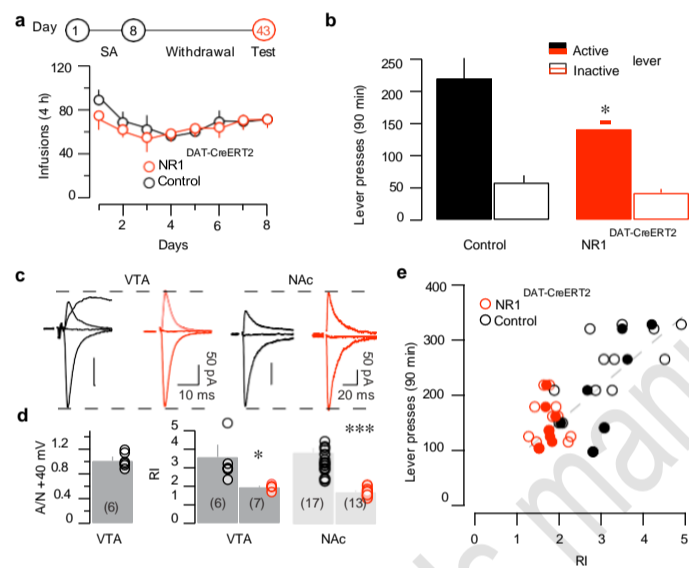 a
Day 1 8 43
SA Withdrawal Test
120
80
60
0
Infusions (4 h)
DAT-CreERT2
NR1
Control
2 4 6 8
Days
b
250
200
150
100
50
0
Lever presses (90 min)
Active
lever
Inactive
*
Control NR1
DAT-CreERT2
c
VTA NAc
50 pA
10 ms
50 pA
20 ms
d
1.2
0.8
0.4
0
A/N+40 mV
(6)
VTA
5
4
3
2
1
0
RI
*
***
(6) (7) (17) (13)
VTA NAc
e
400
300
200
100
0
Lever presses (90 min)
DAT-CreERT2
NR1
Control
0 1 2 3 4 5
RI
manu